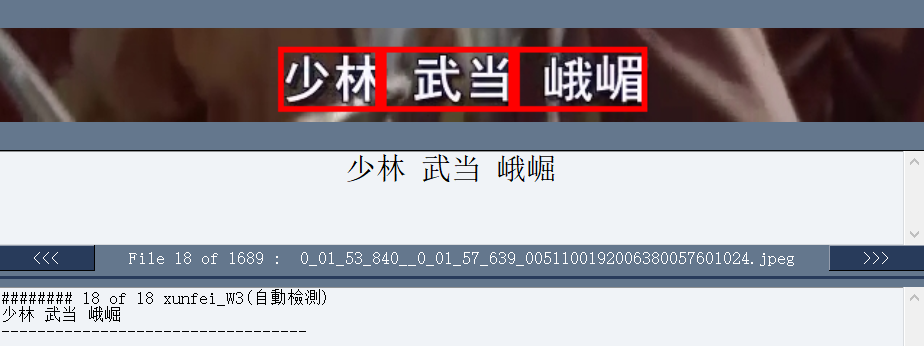 少林 武当 峨嵋
少林 武当 峨崛
<<< File 18 of 1689 : 0_01_53_840__0_01_57_639_0051100192006380057601024.jpeg >>>
######## 18 of 18 xunfei_W3(自動檢測)
少林 武当 峨崛
----------------------------------